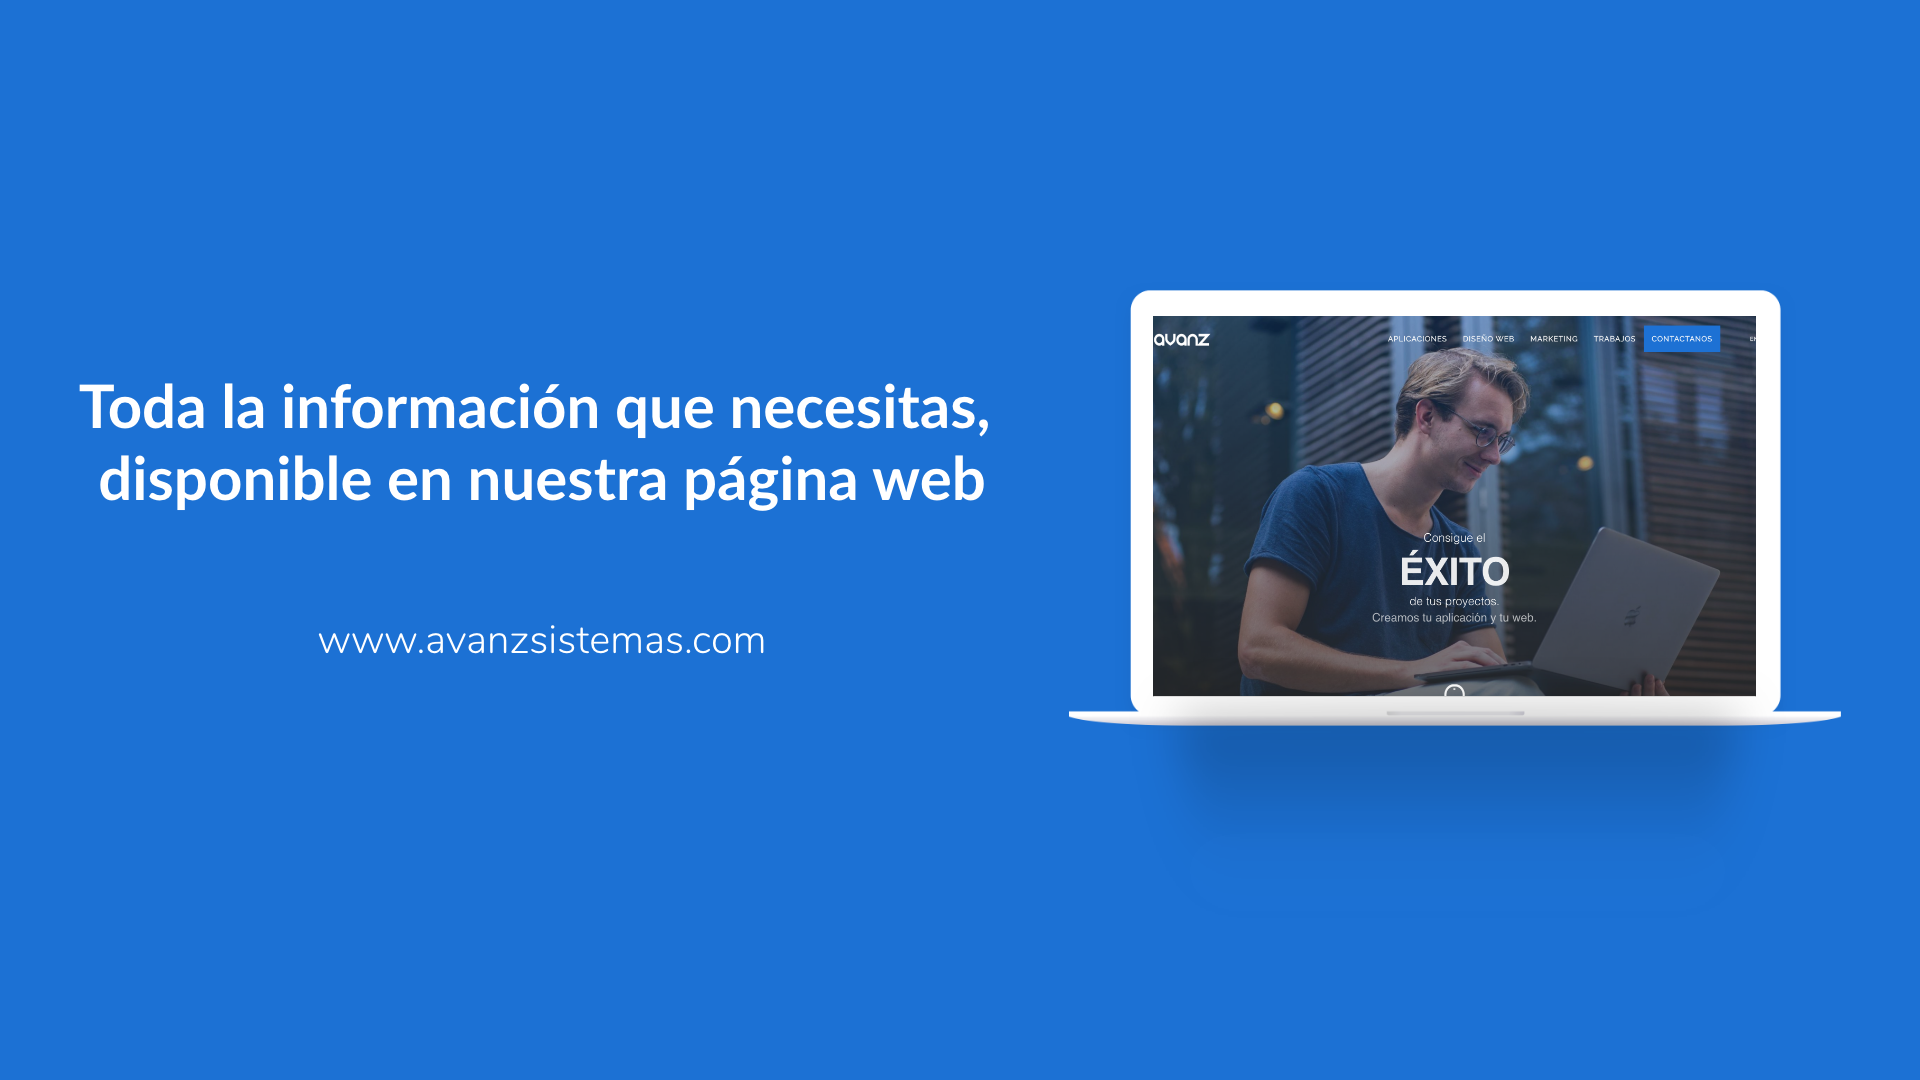 Toda la información que necesitas,
disponible en nuestra página web
www.avanzsistemas.com
avanz
APLICACIONES DISEÑO WEB MARKETING TRABAJOS CONTACTANOS
Consigue el
ÉXITO
de tus proyectos.
Creamos tu aplicación y tu web.